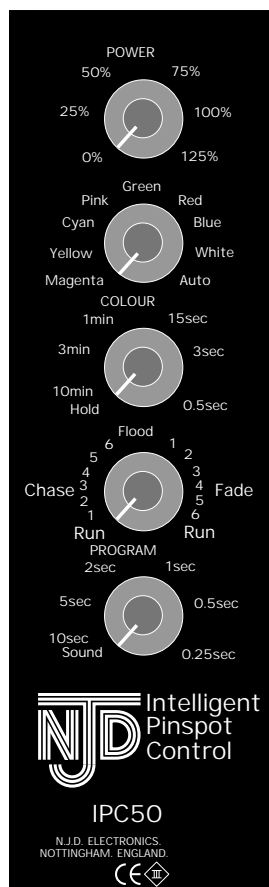 POWER
50% 75%
25% 100%
0% 125%
Green
Pink Red
Cyan Blue
Yellow White
Magenta Auto
COLOUR
1min 15sec
3min 3sec
10min
Hold 0.5sec
Flood
6 1
5 2
4 3
Chase 3 4 Fade
2 5
1 6
Run Run
PROGRAM
2sec 1sec
5sec 0.5sec
10sec
Sound 0.25sec
NJD
Intelligent
Pinspot
Control
IPC50
N.J.D. ELECTRONICS.
NOTTINGHAM. ENGLAND.
CE III